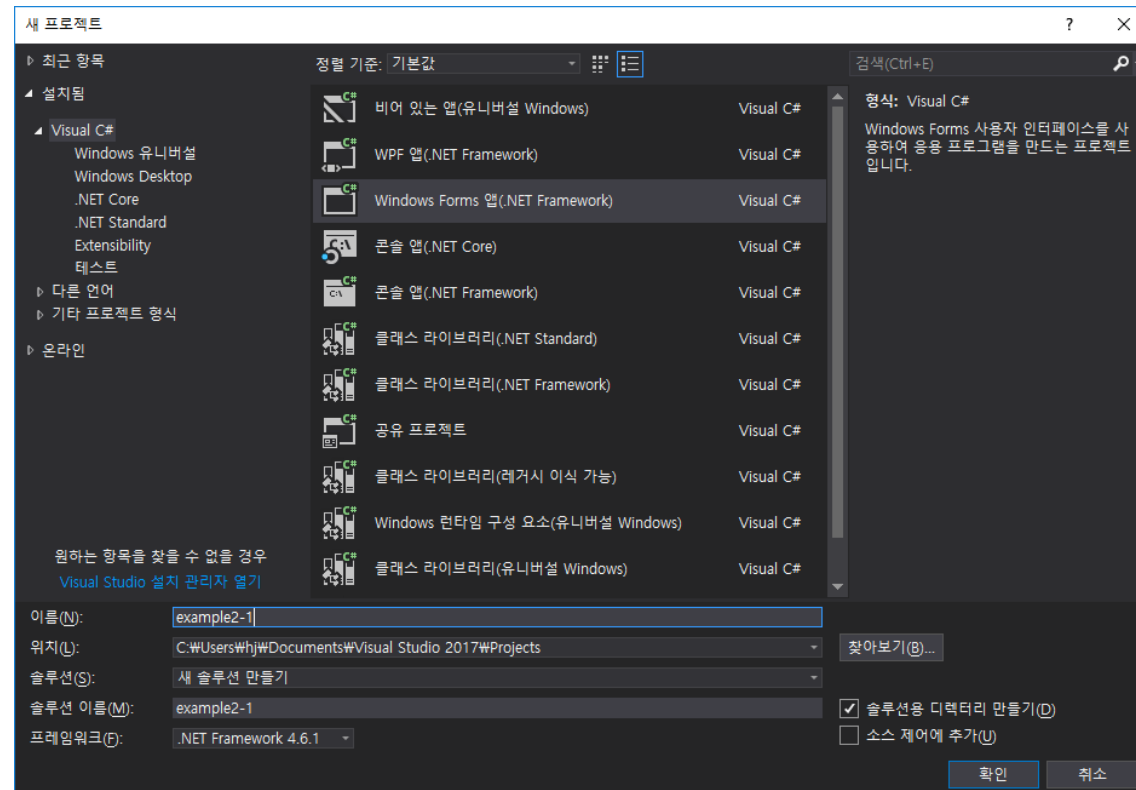 새 프로젝트
?
최근 항목
설치됨
Visual C#
Windows 유니버설
Windows Desktop
.NET Core
.NET Standard
Extensibility
테스트
다른 언어
기타 프로젝트 형식
온라인
원하는 항목을 찾을 수 없을 경우
Visual Studio 설치 관리자 열기
정렬 기준: 기본값
비어 있는 앱(유니버설 Windows) Visual C#
WPF 앱(.NET Framework) Visual C#
Windows Forms 앱(.NET Framework) Visual C#
콘솔 앱(.NET Core) Visual C#
콘솔 앱(.NET Framework) Visual C#
클래스 라이브러리(.NET Standard) Visual C#
클래스 라이브러리(.NET Framework) Visual C#
공유 프로젝트 Visual C#
클래스 라이브러리(레거시 이식 가능) Visual C#
Windows 런타임 구성 요소(유니버설 Windows) Visual C#
클래스 라이브러리(유니버설 Windows) Visual C#
검색(Ctrl+E)
형식: Visual C#
Windows Forms 사용자 인터페이스를 사
용하여 응용 프로그램을 만드는 프로젝트
입니다.
이름(N): example2-1
위치(L): C:₩Users₩hj₩Documents₩Visual Studio 2017₩Projects 찾아보기(B)...
솔루션(S): 새 솔루션 만들기
솔루션 이름(M): example2-1 솔루션용 디렉터리 만들기(D)
프레임워크(F): .NET Framework 4.6.1 소스 제어에 추가(U)
확인 취소